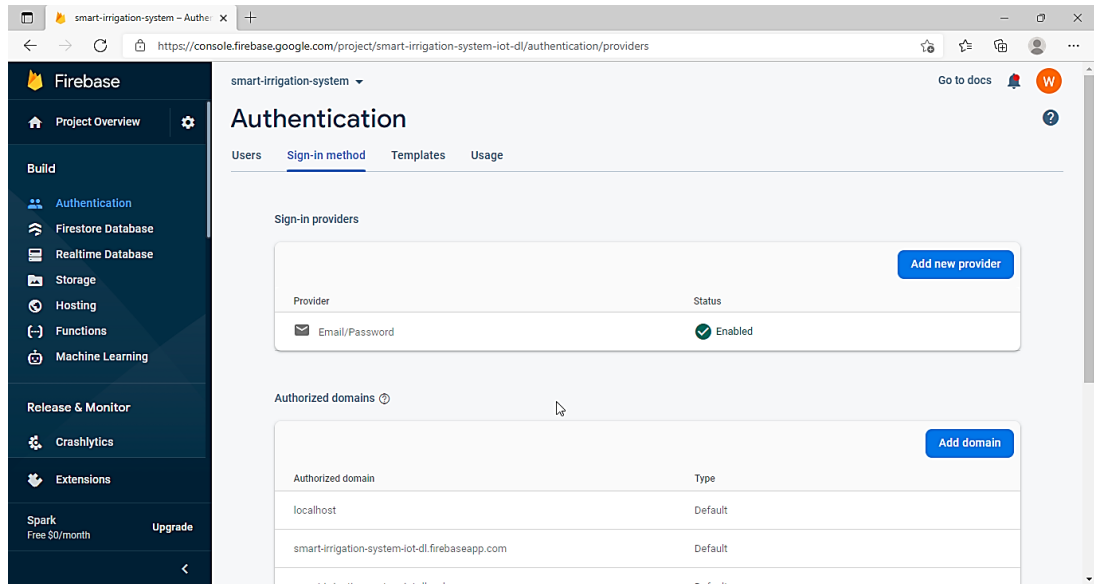 smart-irrigation-system – Authe
https://console.firebase.google.com/project/smart-irrigation-system-iot-dl/authentication/providers
Firebase
Project Overview
Build
Authentication
Firestore Database
Realtime Database
Storage
Hosting
Functions
Machine Learning
Release & Monitor
Crashlytics
Extensions
Spark
Free $0/month
Upgrade
smart-irrigation-system
Go to docs
W
Authentication
Users Sign-in method Templates Usage
Sign-in providers
Add new provider
Provider Status
Email/Password Enabled
Authorized domains
Add domain
Authorized domain Type
localhost Default
smart-irrigation-system-iot-dl.firebaseapp.com Default